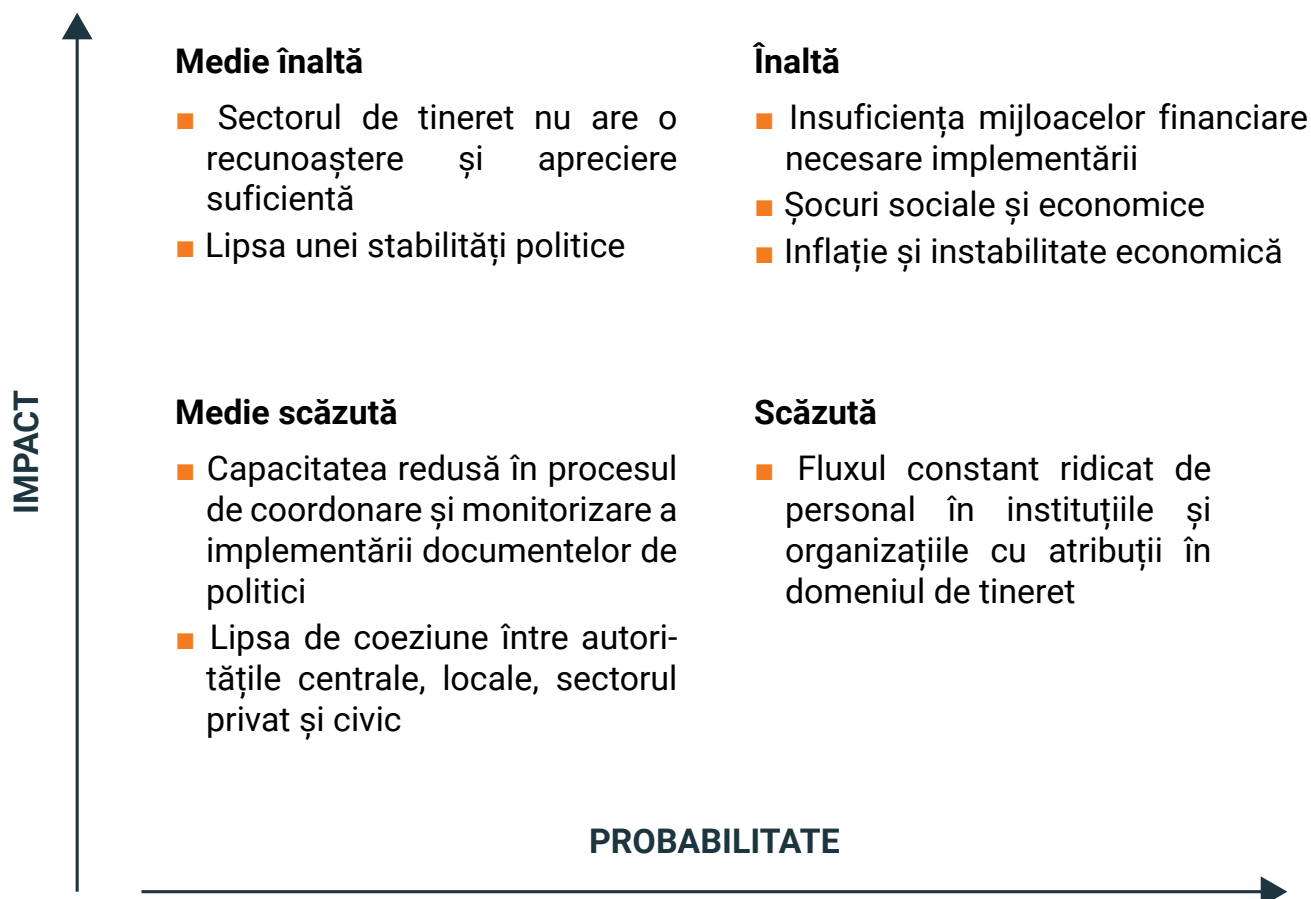 Medie înaltă
■ Sectorul de tineret nu are o
recunoaștere și apreciere
suficientă
■ Lipsa unei stabilități politice
Înaltă
■ Insuficiența mijloacelor financiare
necesare implementării
■ Șocuri sociale și economice
■ Inflație și instabilitate economică
IMPACT
Medie scăzută
■ Capacitatea redusă în procesul
de coordonare și monitorizare a
implementării documentelor de
politici
■ Lipsa de coeziune între autori-
tățile centrale, locale, sectorul
privat și civic
Scăzută
■ Fluxul constant ridicat de
personal în instituțiile și
organizațiile cu atribuții în
domeniul de tineret
PROBABILITATE